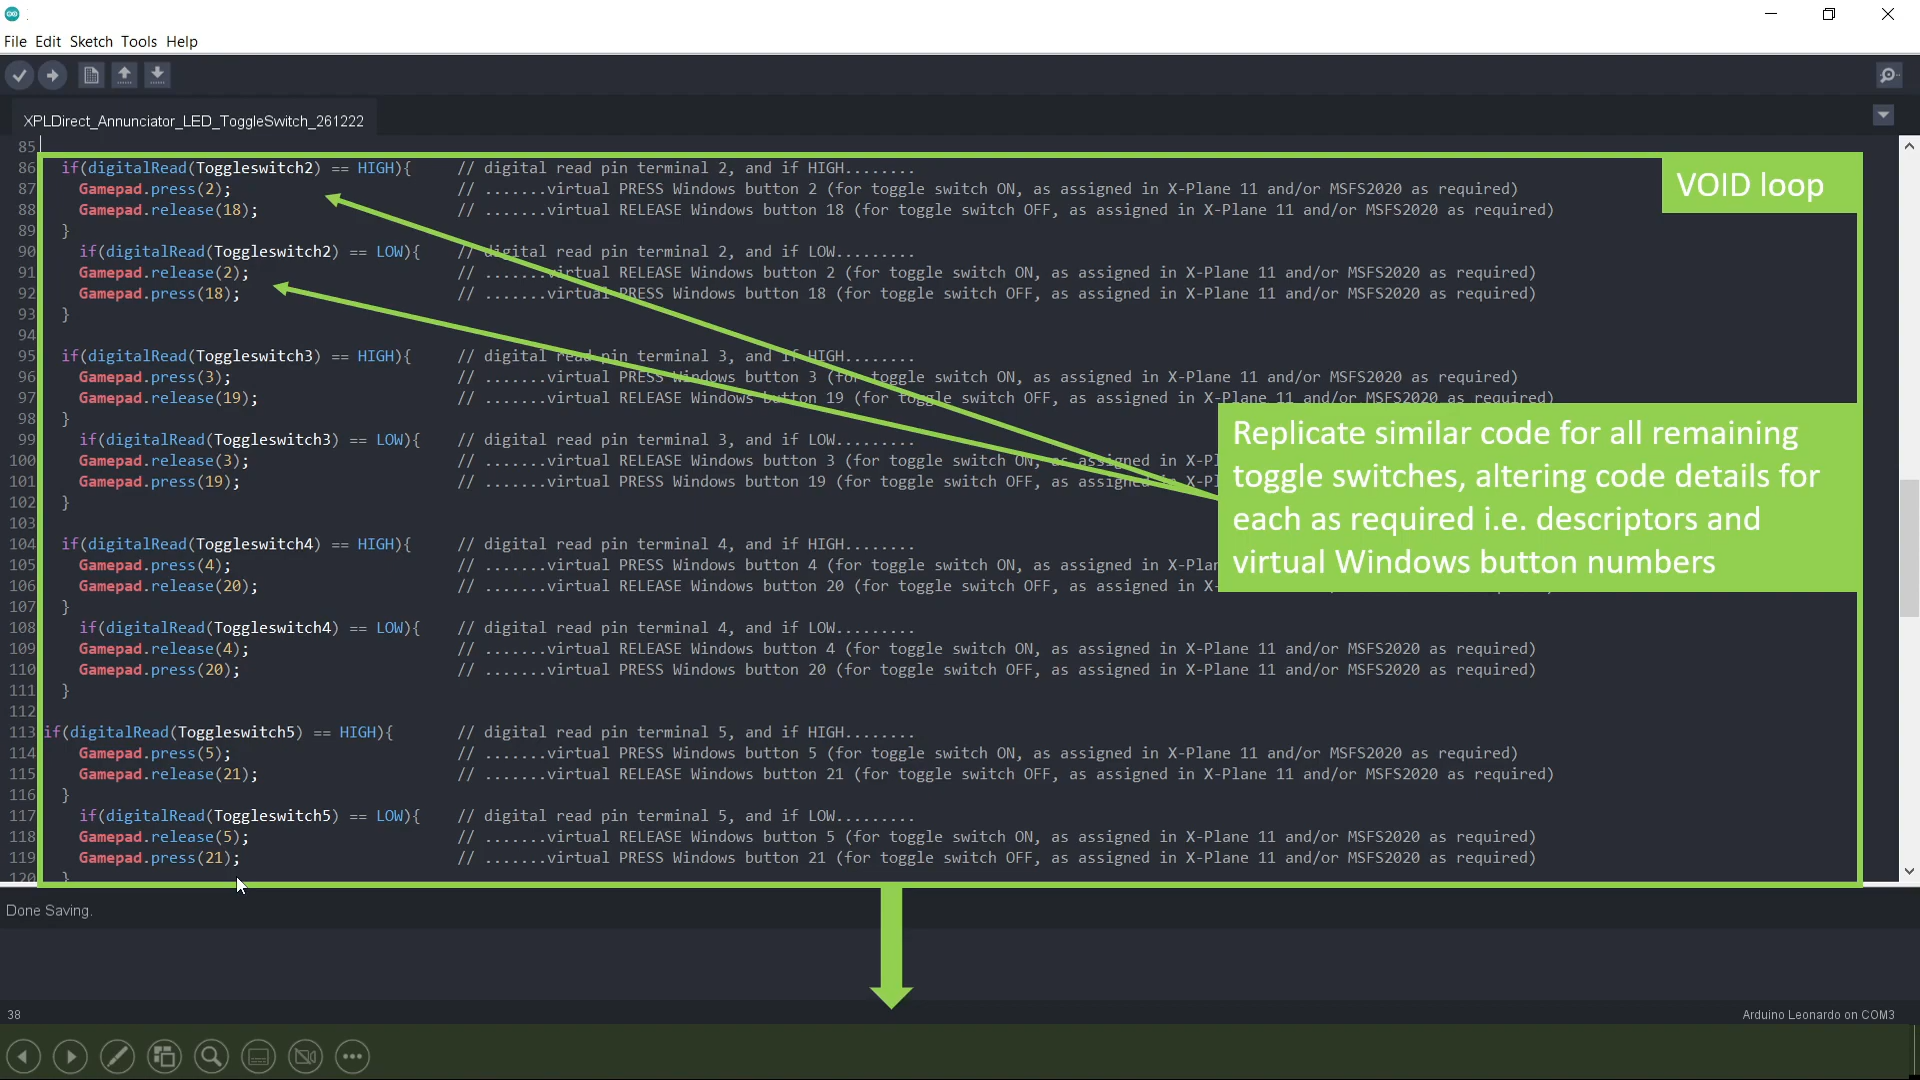 File Edit Sketch Tools Help
XPLDirect_Annunciator_LED_ToggleSwitch_261222
85
86 if(digitalRead(Toggleswitch2) == HIGH){ // digital read pin terminal 2, and if HIGH........
87 Gamepad.press(2); // .......virtual PRESS Windows button 2 (for toggle switch ON, as assigned in X-Plane 11 and/or MSFS2020 as required)
88 Gamepad.release(18); // .......virtual RELEASE Windows button 18 (for toggle switch OFF, as assigned in X-Plane 11 and/or MSFS2020 as required)
89 }
90 if(digitalRead(Toggleswitch2) == LOW){ // digital read pin terminal 2, and if LOW.........
91 Gamepad.release(2); // .......virtual RELEASE Windows button 2 (for toggle switch ON, as assigned in X-Plane 11 and/or MSFS2020 as required)
92 Gamepad.press(18); // .......virtual PRESS Windows button 18 (for toggle switch OFF, as assigned in X-Plane 11 and/or MSFS2020 as required)
93 }
94
95 if(digitalRead(Toggleswitch3) == HIGH){ // digital read pin terminal 3, and if HIGH........
96 Gamepad.press(3); // .......virtual PRESS Windows button 3 (for toggle switch ON, as assigned in X-Plane 11 and/or MSFS2020 as required)
97 Gamepad.release(19); // .......virtual RELEASE Windows button 19 (for toggle switch OFF, as assigned in X-Plane 11 and/or MSFS2020 as required)
98 }
99 if(digitalRead(Toggleswitch3) == LOW){ // digital read pin terminal 3, and if LOW.........
100 Gamepad.release(3); // .......virtual RELEASE Windows button 3 (for toggle switch ON, as assigned in X-Pl
101 Gamepad.press(19); // .......virtual PRESS Windows button 19 (for toggle switch OFF, as assigned in X-Pl
102 }
103
104 if(digitalRead(Toggleswitch4) == HIGH){ // digital read pin terminal 4, and if HIGH........
105 Gamepad.press(4); // .......virtual PRESS Windows button 4 (for toggle switch ON, as assigned in X-Plan
106 Gamepad.release(20); // .......virtual RELEASE Windows button 20 (for toggle switch OFF, as assigned in X-
107 }
108 if(digitalRead(Toggleswitch4) == LOW){ // digital read pin terminal 4, and if LOW.........
109 Gamepad.release(4); // .......virtual RELEASE Windows button 4 (for toggle switch ON, as assigned in X-Plane 11 and/or MSFS2020 as required)
110 Gamepad.press(20); // .......virtual PRESS Windows button 20 (for toggle switch OFF, as assigned in X-Plane 11 and/or MSFS2020 as required)
111 }
112
113 if(digitalRead(Toggleswitch5) == HIGH){ // digital read pin terminal 5, and if HIGH........
114 Gamepad.press(5); // .......virtual PRESS Windows button 5 (for toggle switch ON, as assigned in X-Plane 11 and/or MSFS2020 as required)
115 Gamepad.release(21); // .......virtual RELEASE Windows button 21 (for toggle switch OFF, as assigned in X-Plane 11 and/or MSFS2020 as required)
116 }
117 if(digitalRead(Toggleswitch5) == LOW){ // digital read pin terminal 5, and if LOW.........
118 Gamepad.release(5); // .......virtual RELEASE Windows button 5 (for toggle switch ON, as assigned in X-Plane 11 and/or MSFS2020 as required)
119 Gamepad.press(21); // .......virtual PRESS Windows button 21 (for toggle switch OFF, as assigned in X-Plane 11 and/or MSFS2020 as required)
120 }
VOID loop
Replicate similar code for all remaining
toggle switches, altering code details for
each as required i.e. descriptors and
virtual Windows button numbers
Done Saving.
38
Arduino Leonardo on COM3